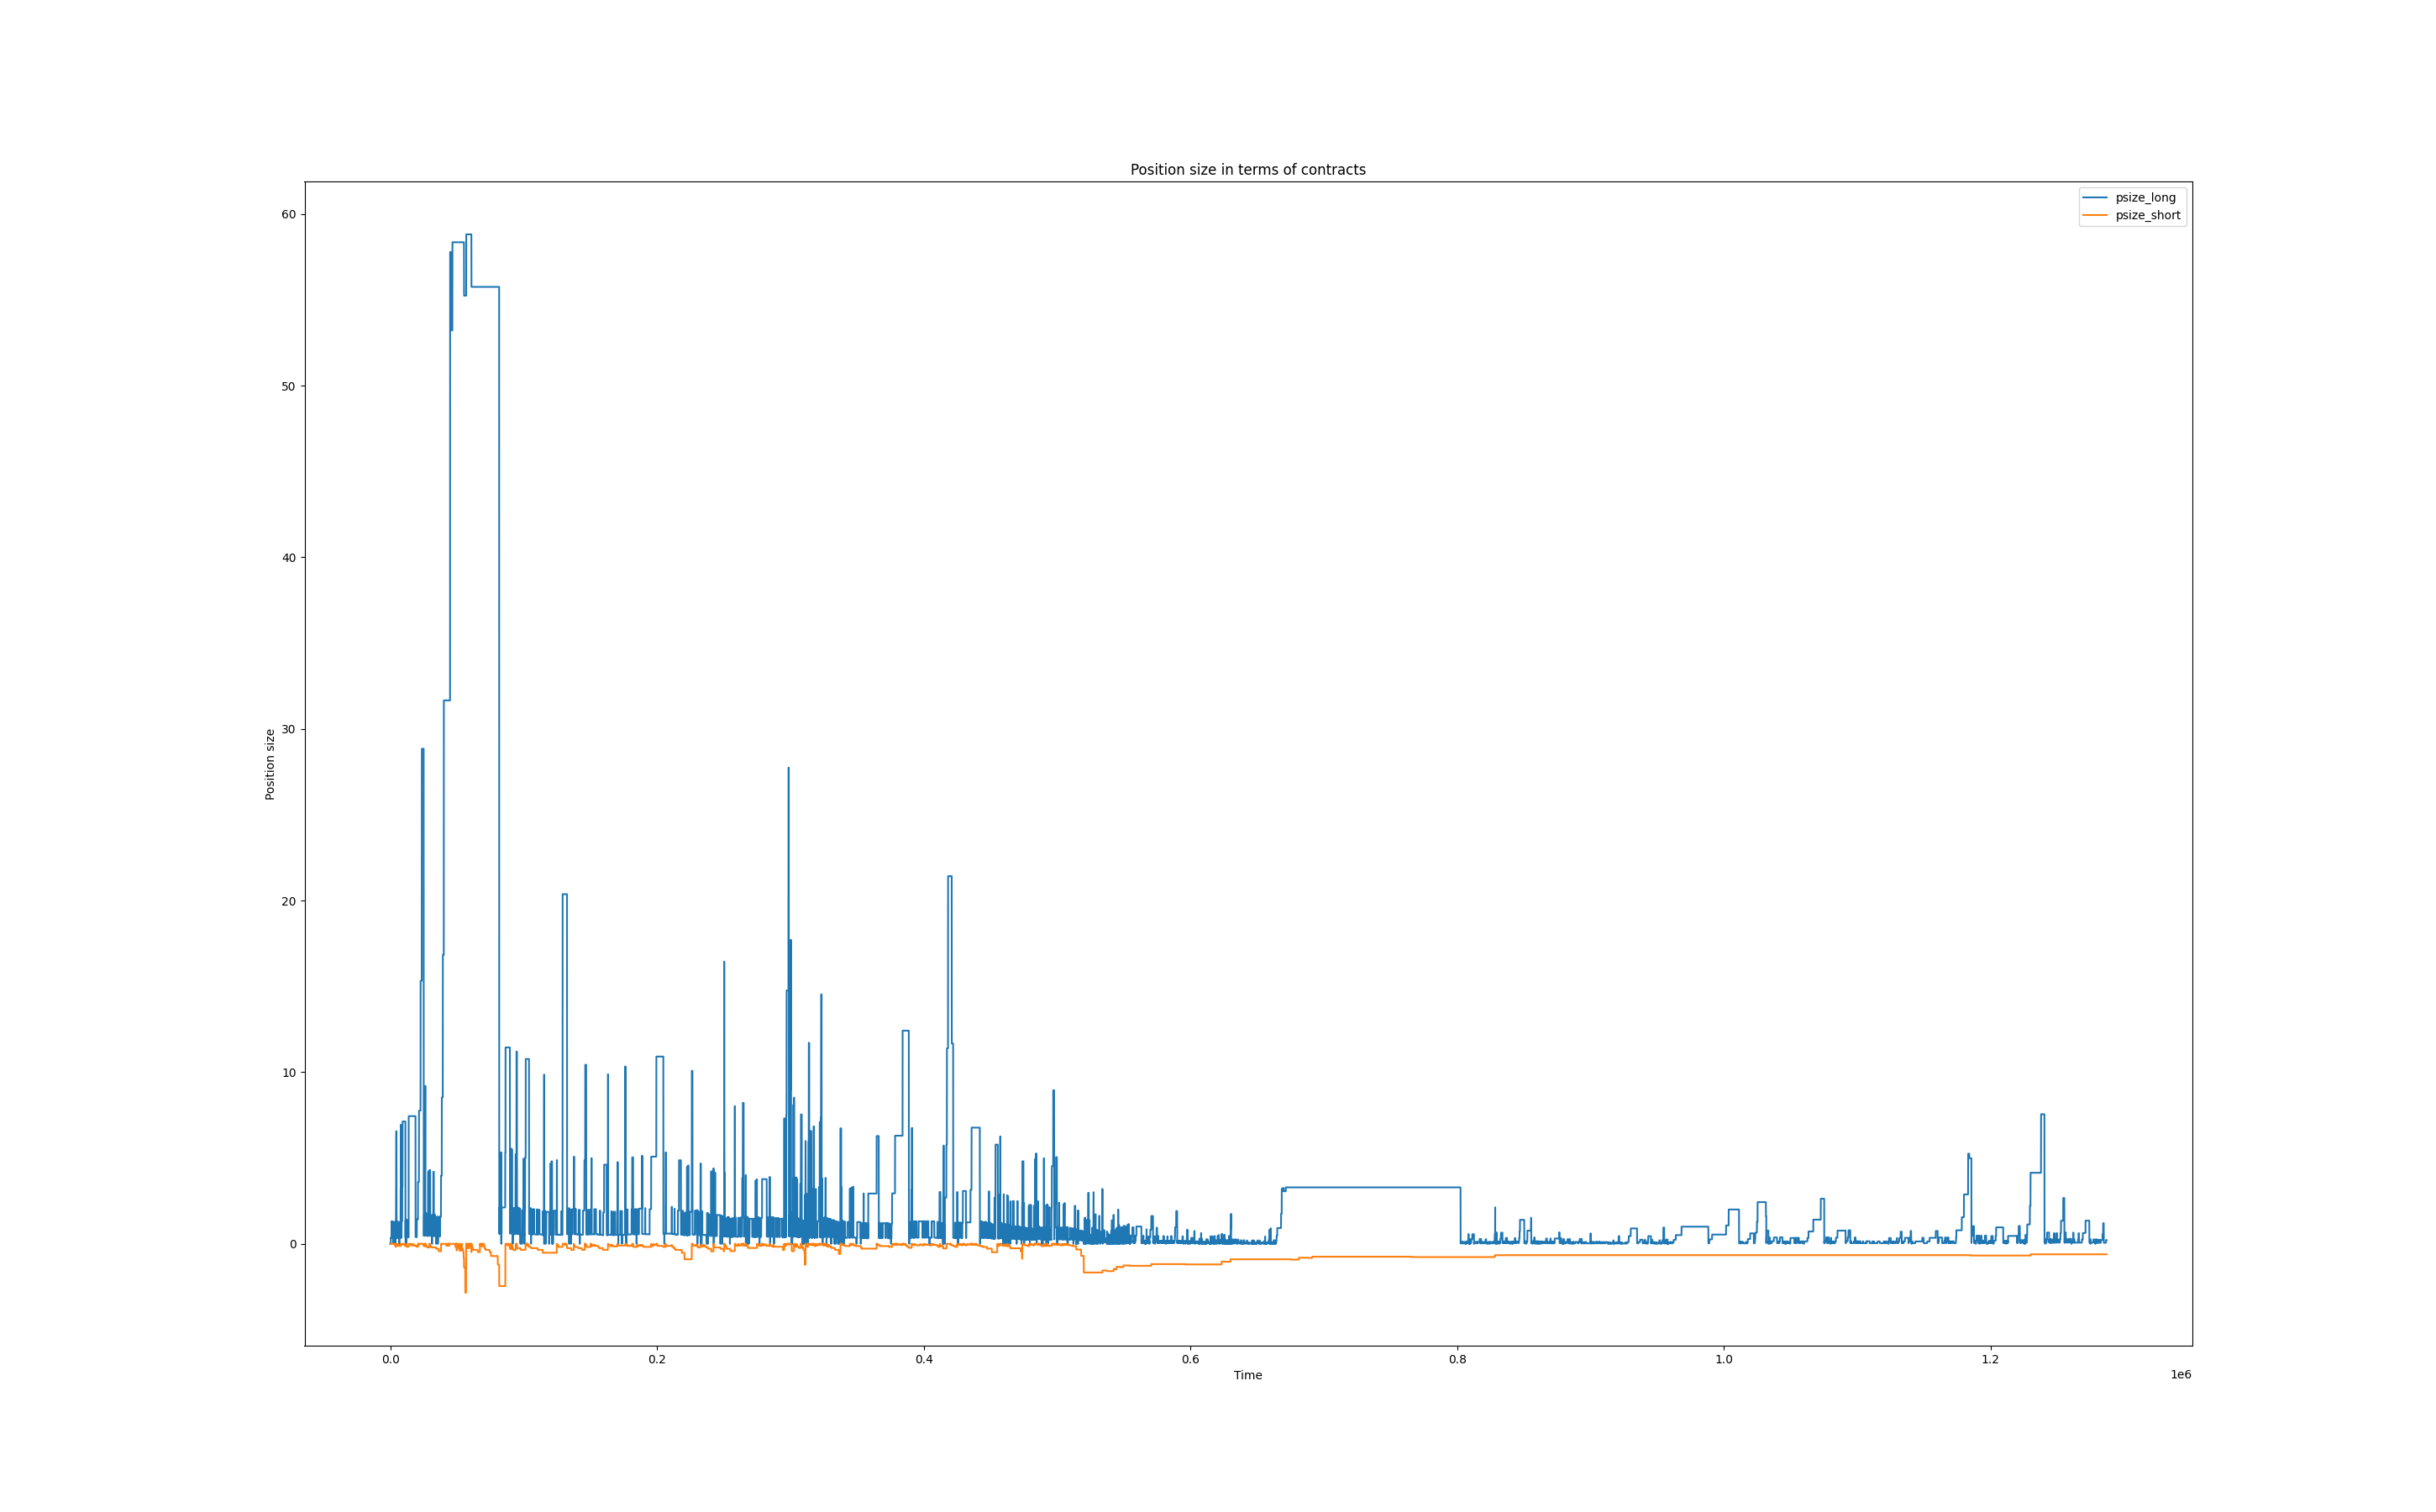 Position size in terms of contracts
psize_long
psize_short
60
50
40
30
20
10
0
Position size
0.0 0.2 0.4 0.6 0.8 1.0 1.2
Time
1e6